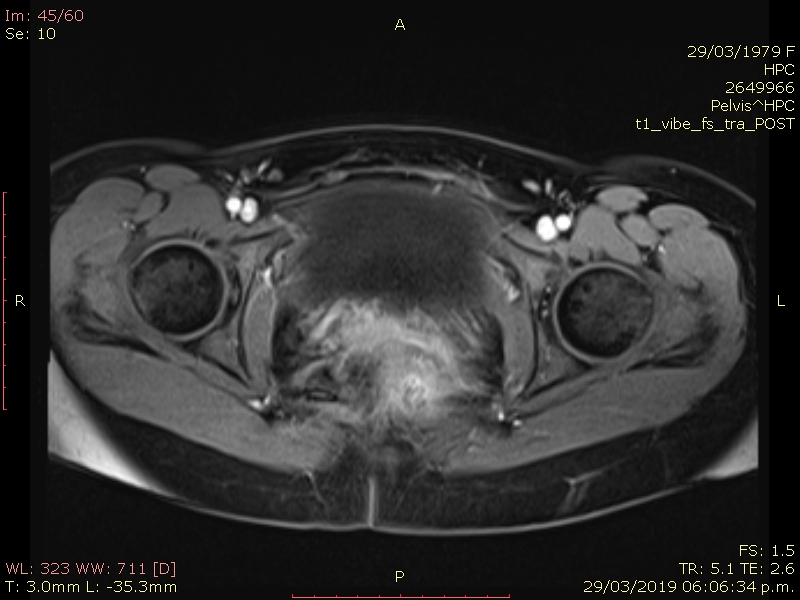 Im: 45/60
Se: 10
A
29/03/1979 F
HPC
2649966
Pelvis^HPC
t1_vibe_fs_tra_POST
R
L
WL: 323 WW: 711 [D]
T: 3.0mm L: -35.3mm
P
FS: 1.5
TR: 5.1 TE: 2.6
29/03/2019 06:06:34 p.m.